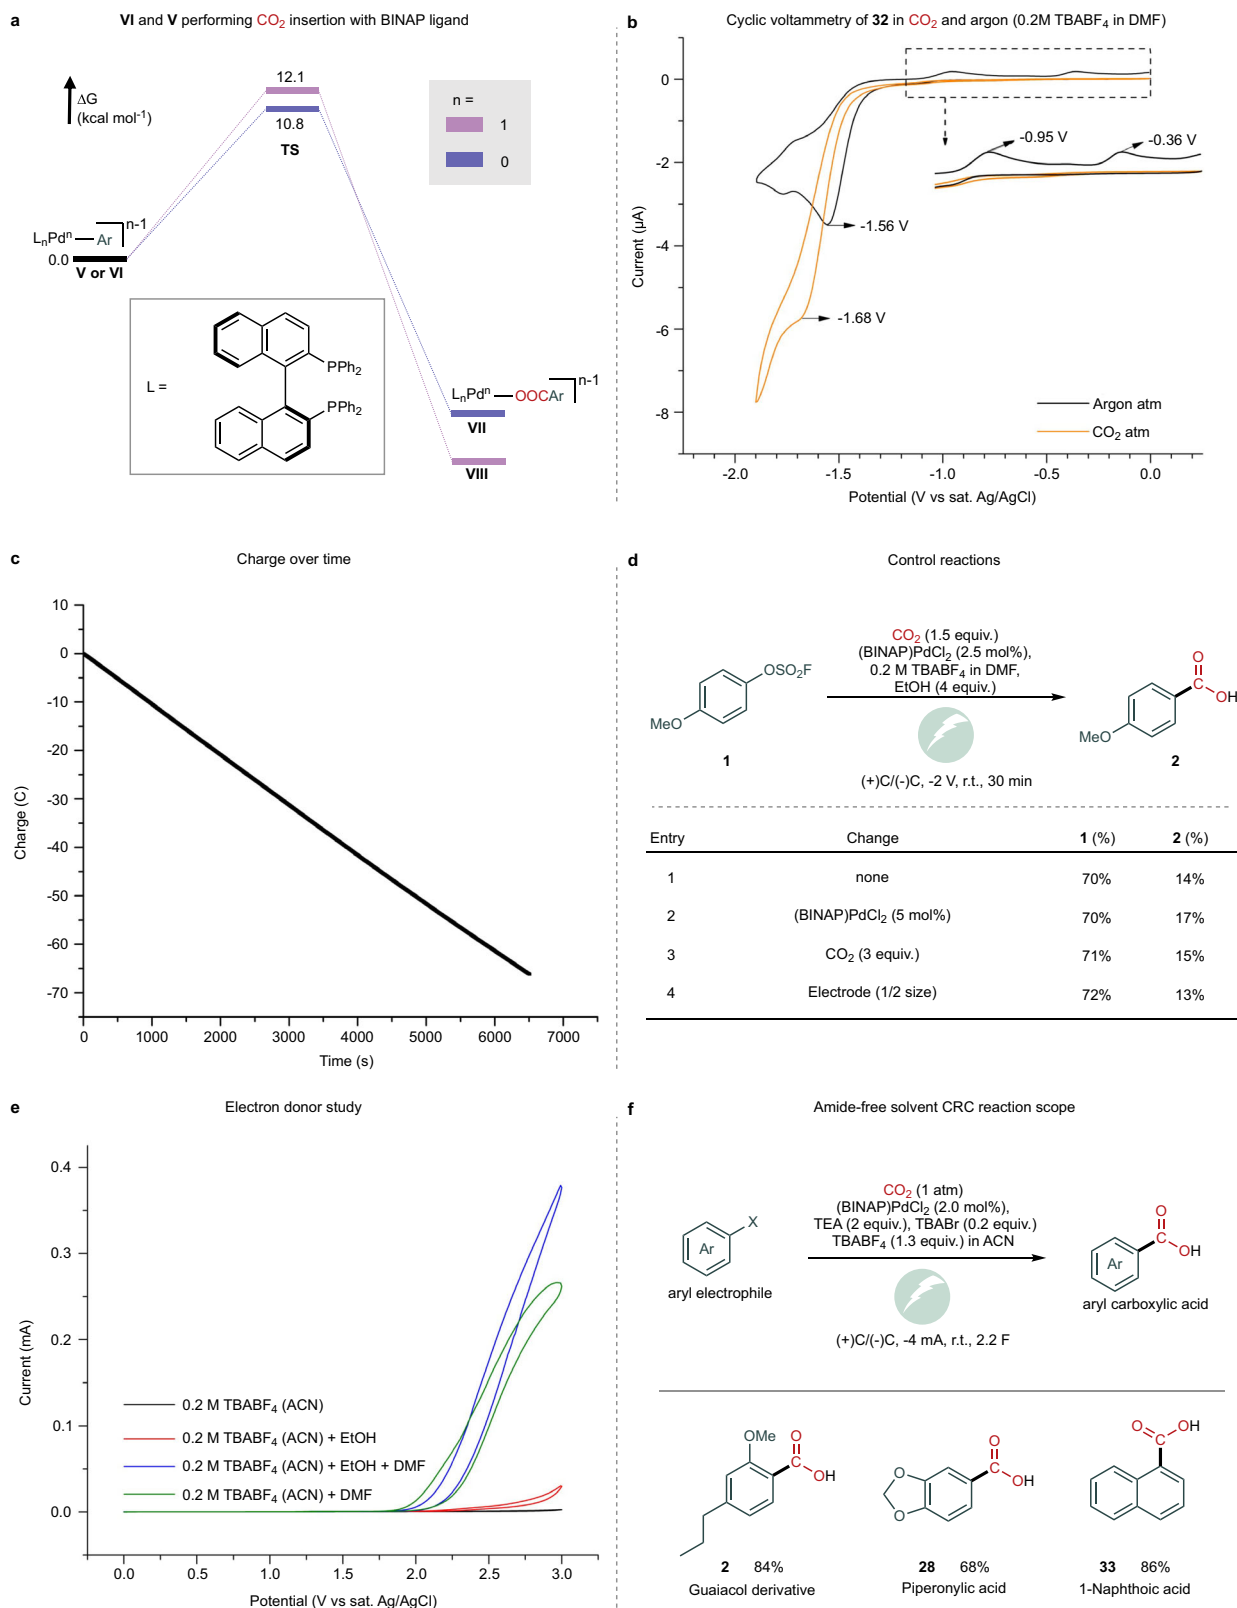 a
VI and V performing CO2 insertion with BINAP ligand
ΔG
(kcal mol-1)
12.1
10.8
TS
n =
1
0
LnPdn—Ar n-1
0.0
V or VI
L =
PPh2
PPh2
LnPdn—OOCAr n-1
VII
VIII
b
Cyclic voltammetry of 32 in CO2 and argon (0.2M TBABF4 in DMF)
0
-2
-4
-6
-8
Current (µA)
-0.95 V
-0.36 V
-1.56 V
-1.68 V
Argon atm
CO2 atm
-2.0 -1.5 -1.0 -0.5 0.0
Potential (V vs sat. Ag/AgCl)
c
Charge over time
10
0
-10
-20
-30
-40
-50
-60
-70
Charge (C)
0 1000 2000 3000 4000 5000 6000 7000
Time (s)
d
Control reactions
OSO2F
MeO
1
CO2 (1.5 equiv.)
(BINAP)PdCl2 (2.5 mol%),
0.2 M TBABF4 in DMF,
EtOH (4 equiv.)
(+)C/(-)C, -2 V, r.t., 30 min
O
OH
MeO
2
Entry Change 1 (%) 2 (%)
1 none 70% 14%
2 (BINAP)PdCl2 (5 mol%) 70% 17%
3 CO2 (3 equiv.) 71% 15%
4 Electrode (1/2 size) 72% 13%
e
Electron donor study
0.4
0.3
0.2
0.1
0.0
Current (mA)
0.2 M TBABF4 (ACN)
0.2 M TBABF4 (ACN) + EtOH
0.2 M TBABF4 (ACN) + EtOH + DMF
0.2 M TBABF4 (ACN) + DMF
0.0 0.5 1.0 1.5 2.0 2.5 3.0
Potential (V vs sat. Ag/AgCl)
f
Amide-free solvent CRC reaction scope
X
Ar
aryl electrophile
CO2 (1 atm)
(BINAP)PdCl2 (2.0 mol%),
TEA (2 equiv.), TBABr (0.2 equiv.)
TBABF4 (1.3 equiv.) in ACN
(+)C/(-)C, -4 mA, r.t., 2.2 F
O
OH
Ar
aryl carboxylic acid
OMe
O
OH
2 84%
Guaiacol derivative
O
O
O
OH
28 68%
Piperonylic acid
O
OH
33 86%
1-Naphthoic acid